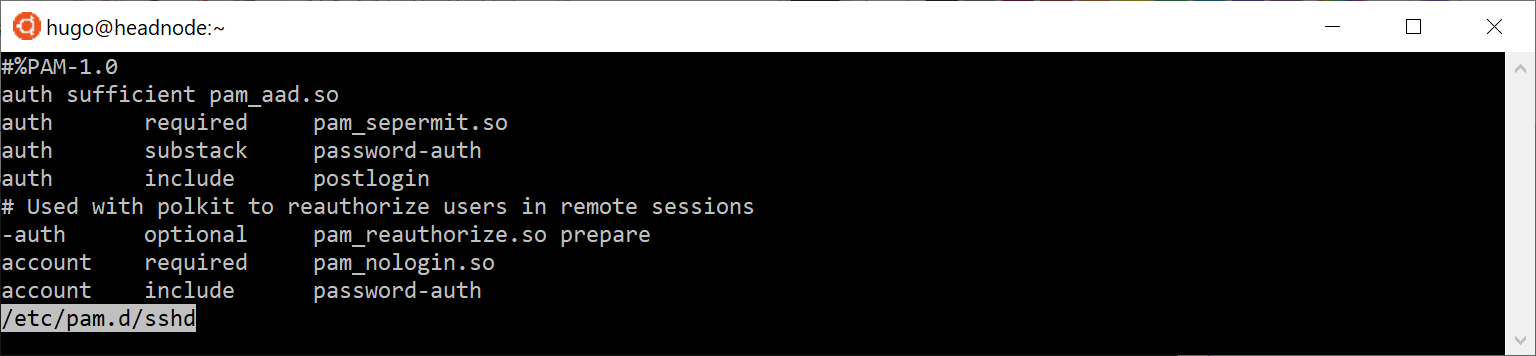 hugo@headnode:~
#%PAM-1.0
auth sufficient pam_aad.so
auth       required     pam_sepermit.so
auth       substack     password-auth
auth       include      postlogin
# Used with polkit to reauthorize users in remote sessions
-auth      optional     pam_reauthorize.so prepare
account    required     pam_nologin.so
account    include      password-auth
/etc/pam.d/sshd